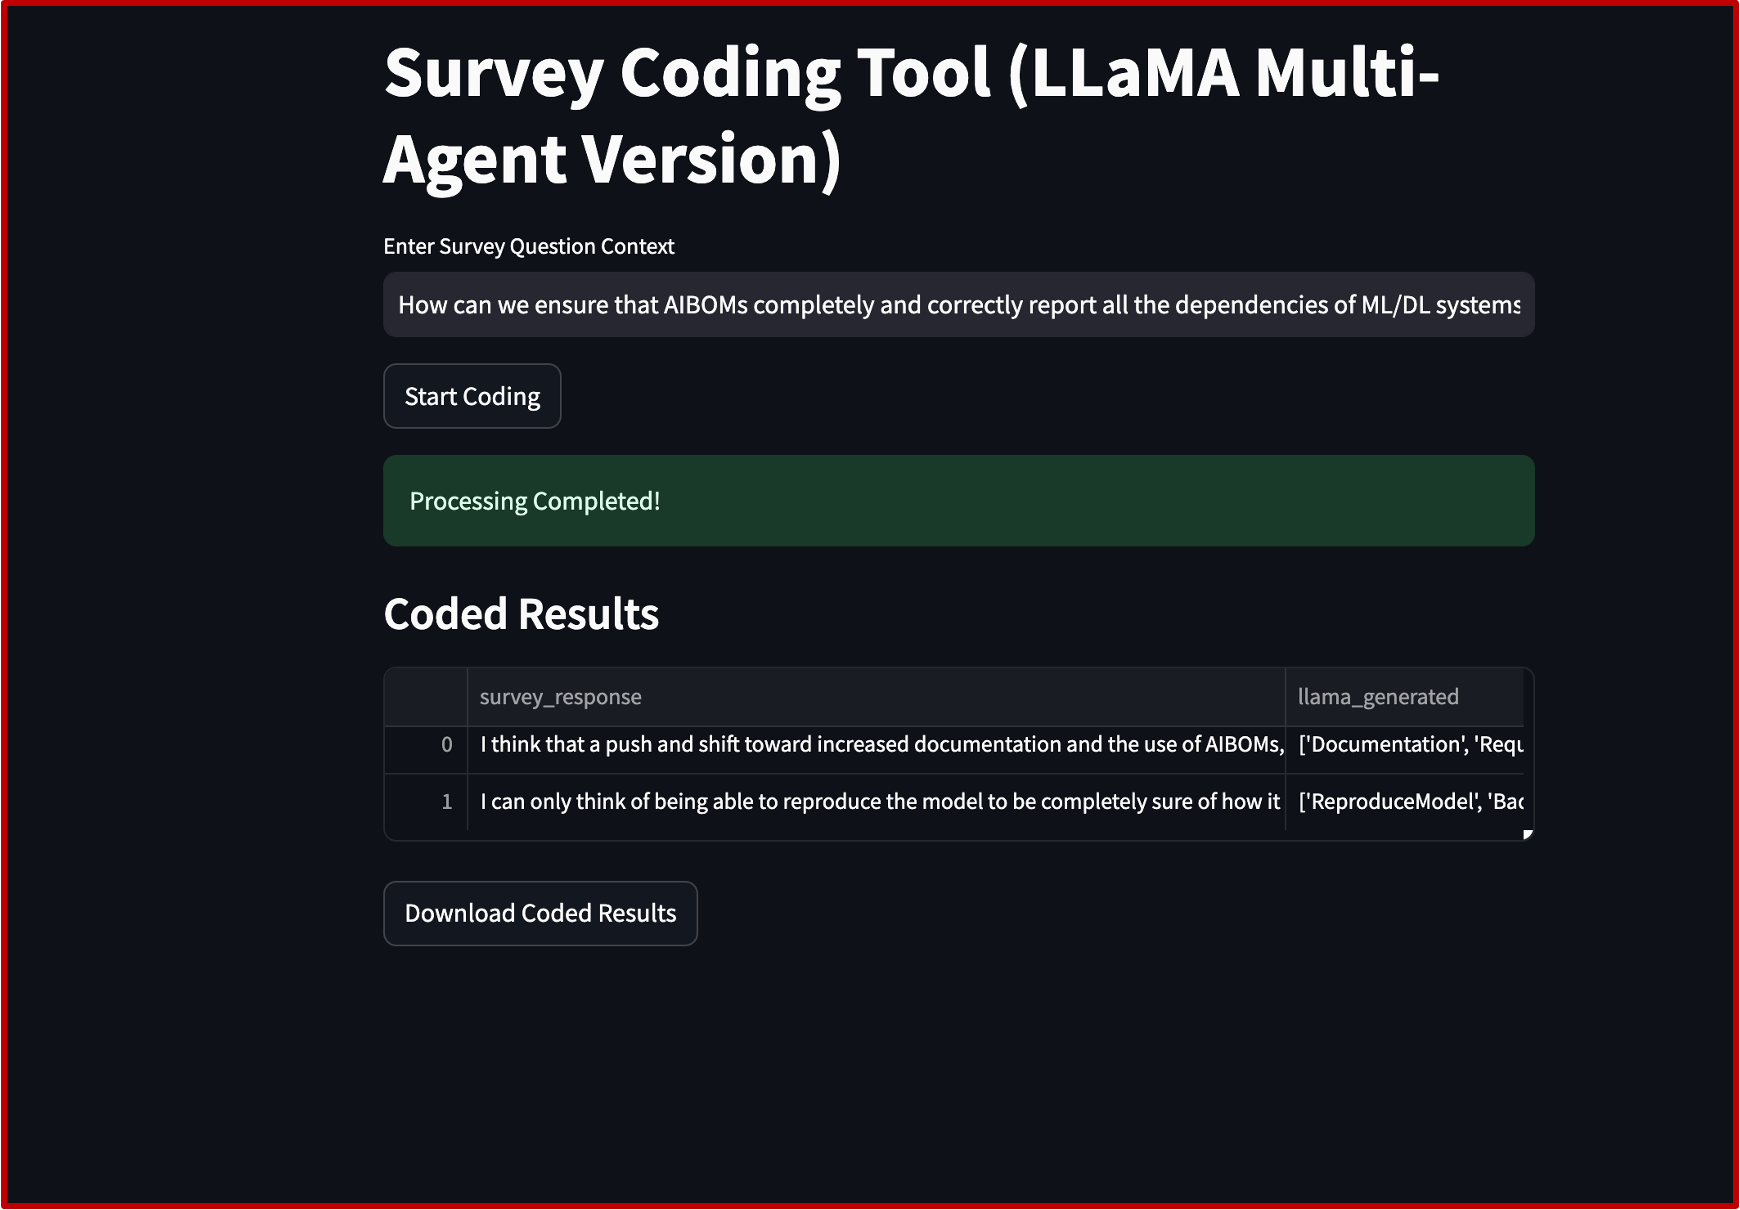 Survey Coding Tool (LLaMA Multi-
Agent Version)
Enter Survey Question Context
How can we ensure that AIBOMs completely and correctly report all the dependencies of ML/DL systems
Start Coding
Processing Completed!
Coded Results
survey_response llama_generated
0 I think that a push and shift toward increased documentation and the use of AIBOMs, ['Documentation', 'Requ
1 I can only think of being able to reproduce the model to be completely sure of how it ['ReproduceModel', 'Bac
Download Coded Results